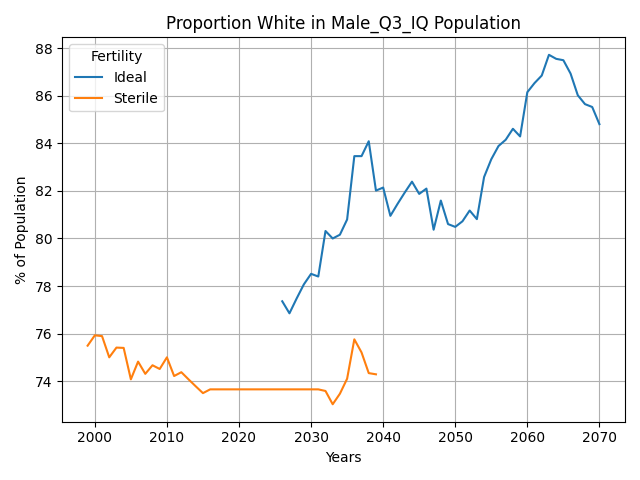 Proportion White in Male_Q3_IQ Population
Fertility
Ideal
Sterile
% of Population
88
86
84
82
80
78
76
74
2000
2010
2020
2030
2040
2050
2060
2070
Years